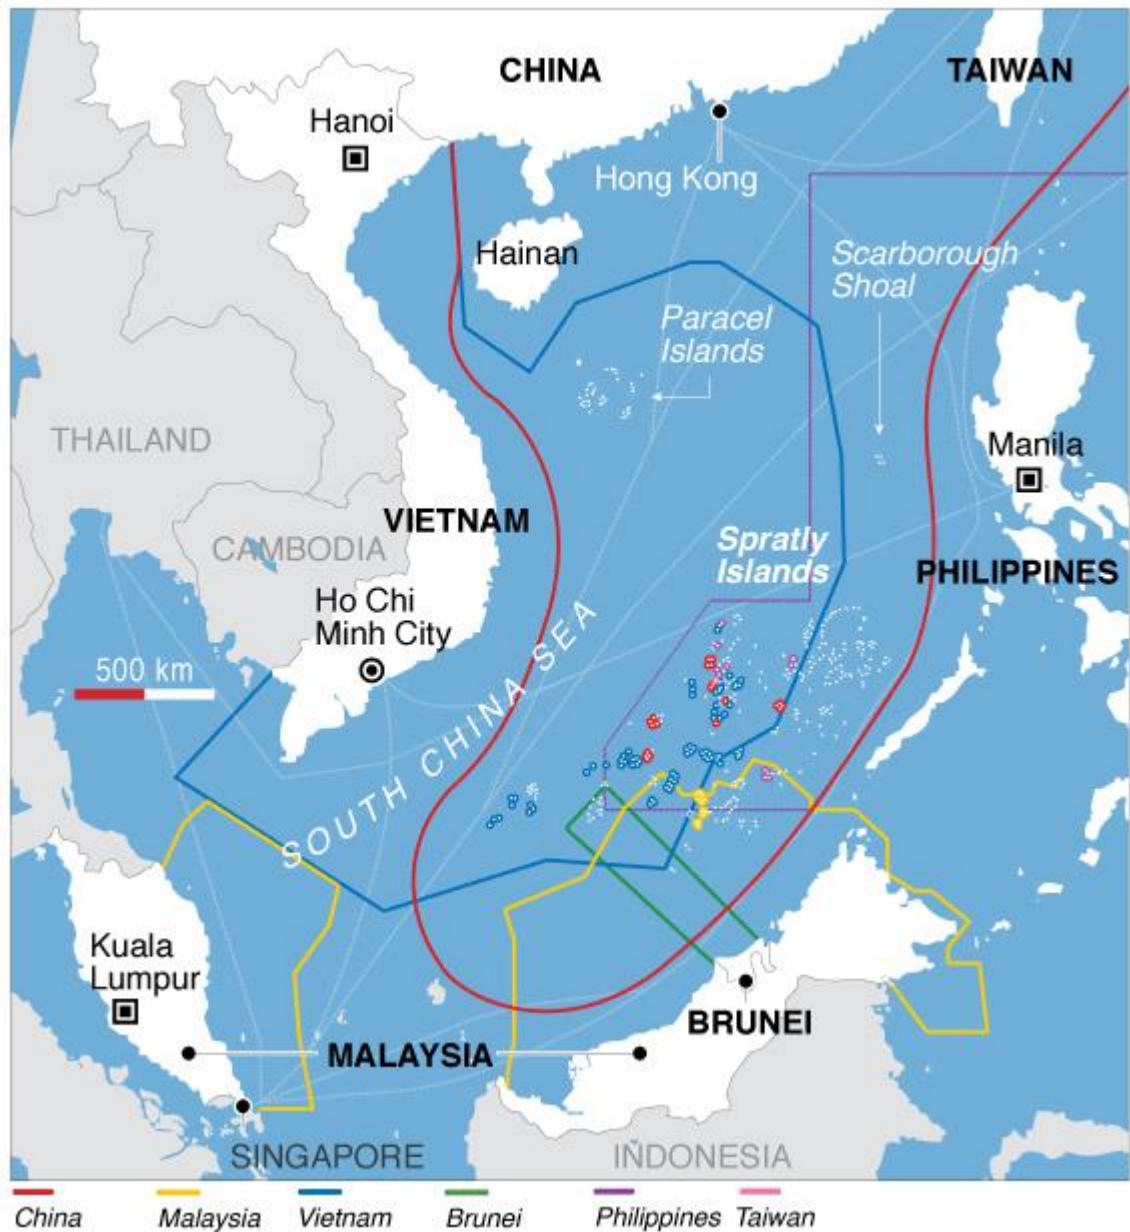 CHINA
TAIWAN
Hanoi
Hong Kong
Hainan
Scarborough
Shoal
Paracel
Islands
THAILAND
Manila
VIETNAM
CAMBODIA
Spratly
Islands
PHILIPPINES
Ho Chi
Minh City
500 km
SOUTH CHINA SEA
Kuala
Lumpur
BRUNEI
MALAYSIA
SINGAPORE
INDONESIA
China
Malaysia
Vietnam
Brunei
Philippines
Taiwan